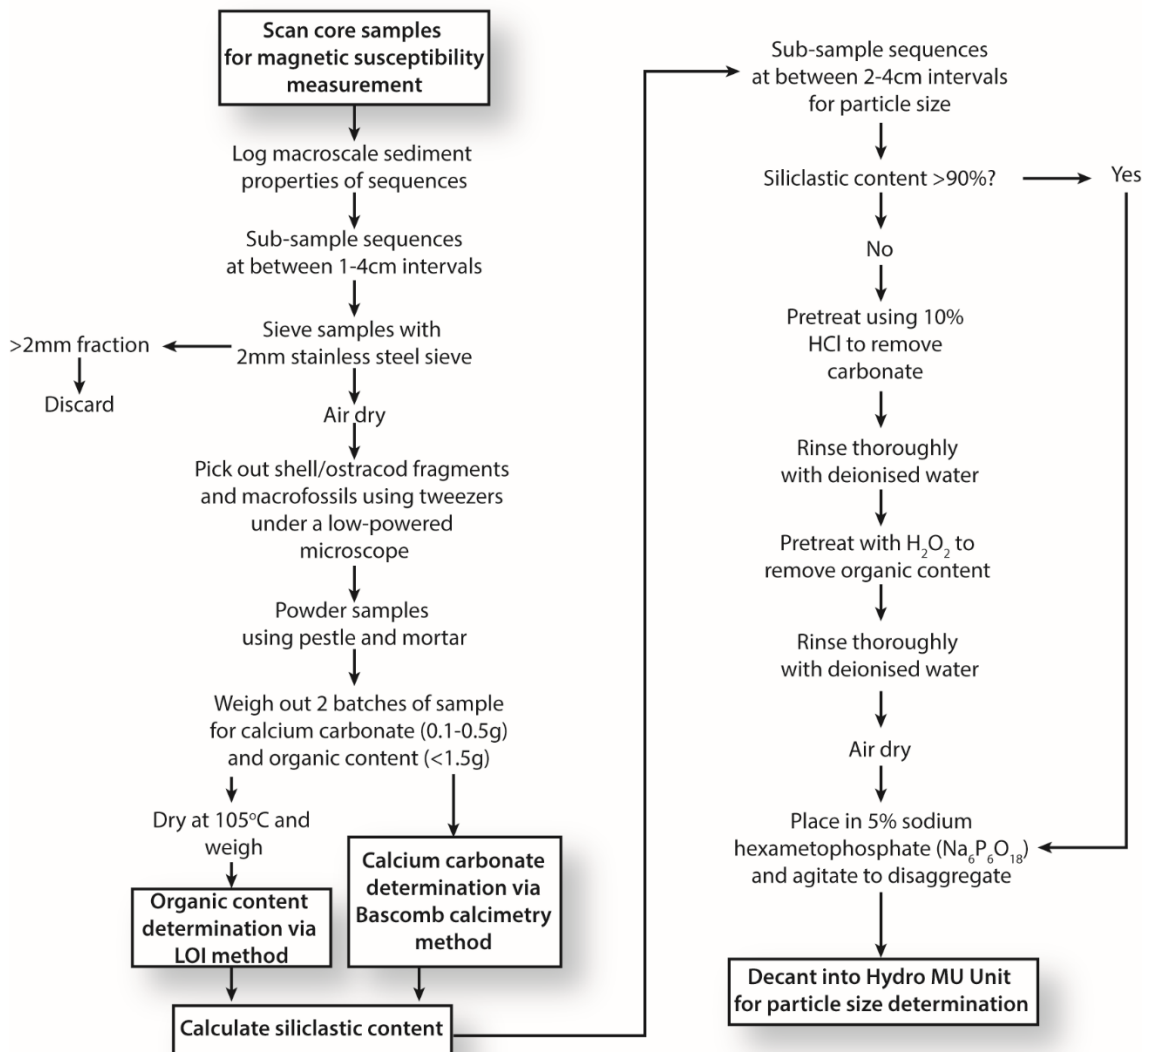 Scan core samples
for magnetic susceptibility
measurement
Log macroscale sediment
properties of sequences
Sub-sample sequences
at between 1-4cm intervals
Sieve samples with
2mm stainless steel sieve
>2mm fraction
Discard
Air dry
Pick out shell/ostracod fragments
and macrofossils using tweezers
under a low-powered
microscope
Powder samples
using pestle and mortar
Weigh out 2 batches of sample
for calcium carbonate (0.1-0.5g)
and organic content (<1.5g)
Dry at 105°C and
weigh
Organic content
determination via
LOI method
Calcium carbonate
determination via
Bascomb calcimetry
method
Calculate siliclastic content
Sub-sample sequences
at between 2-4cm intervals
for particle size
Siliclastic content >90%?
Yes
No
Pretreat using 10%
HCl to remove
carbonate
Rinse thoroughly
with deionised water
Pretreat with H₂O₂ to
remove organic content
Rinse thoroughly
with deionised water
Air dry
Place in 5% sodium
hexametophosphate (Na₆P₆O₁₈)
and agitate to disaggregate
Decant into Hydro MU Unit
for particle size determination